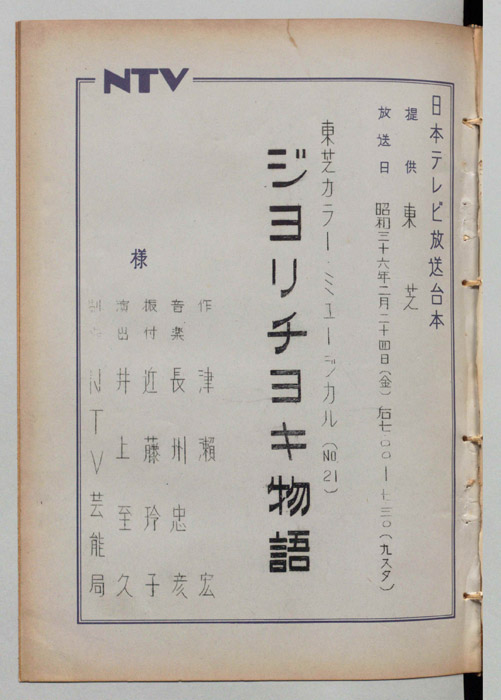 NTV
日本テレビ放送台本
提供 東芝
放送日 昭和三十六年二月二十四日(金)后七、〇〇—七、三〇(九スタ)
東芝カラー・ミュージカル(NO.21)
ジヨリチヨキ物語
作 津瀬 宏
音楽 長州忠彦
振付 近藤玲子
演出 井上至久
制作 NTV芸能局
様